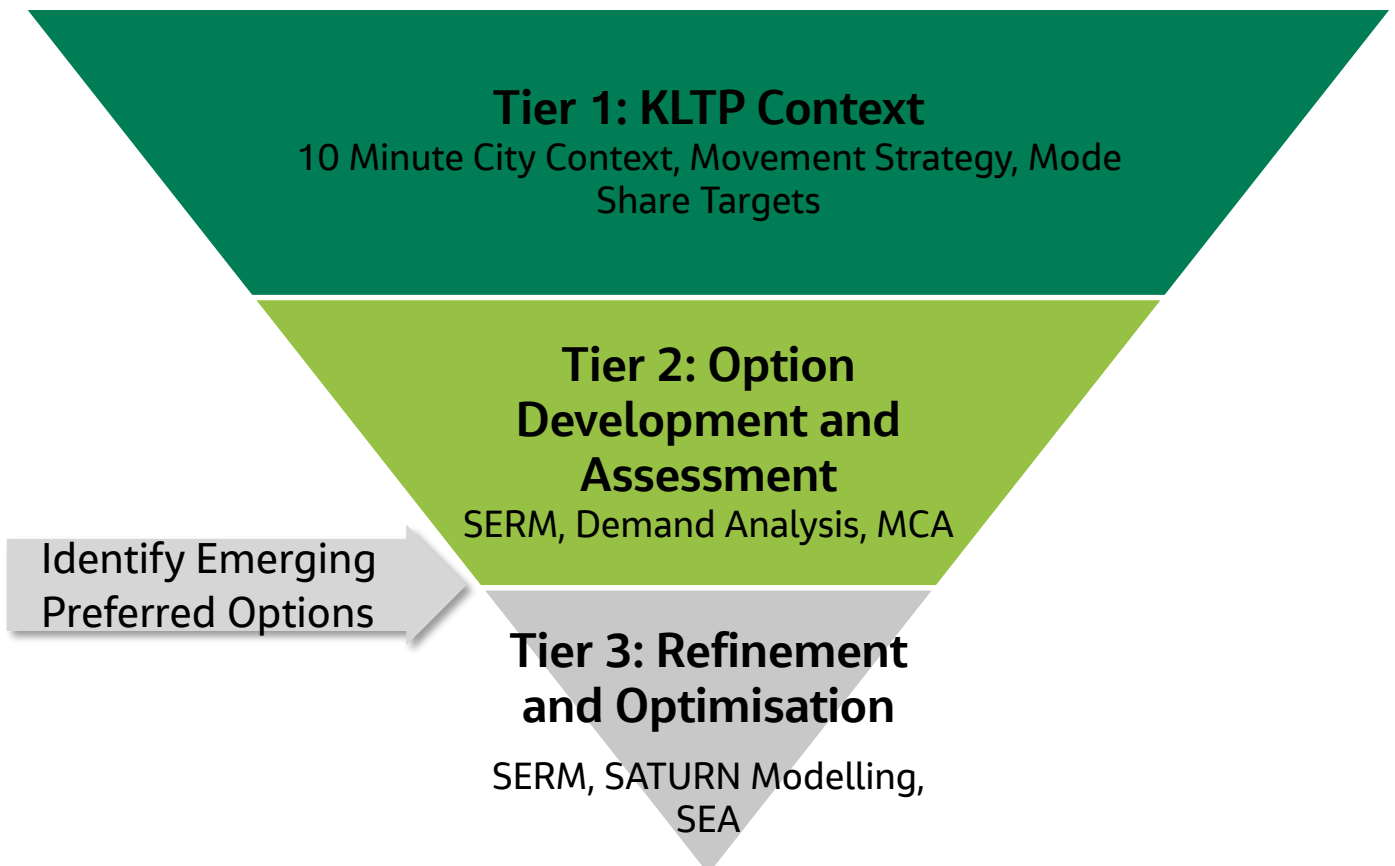 Tier 1: KLTP Context
10 Minute City Context, Movement Strategy, Mode
Share Targets
Tier 2: Option
Development and
Assessment
SERM, Demand Analysis, MCA
Identify Emerging
Preferred Options
Tier 3: Refinement
and Optimisation
SERM, SATURN Modelling,
SEA